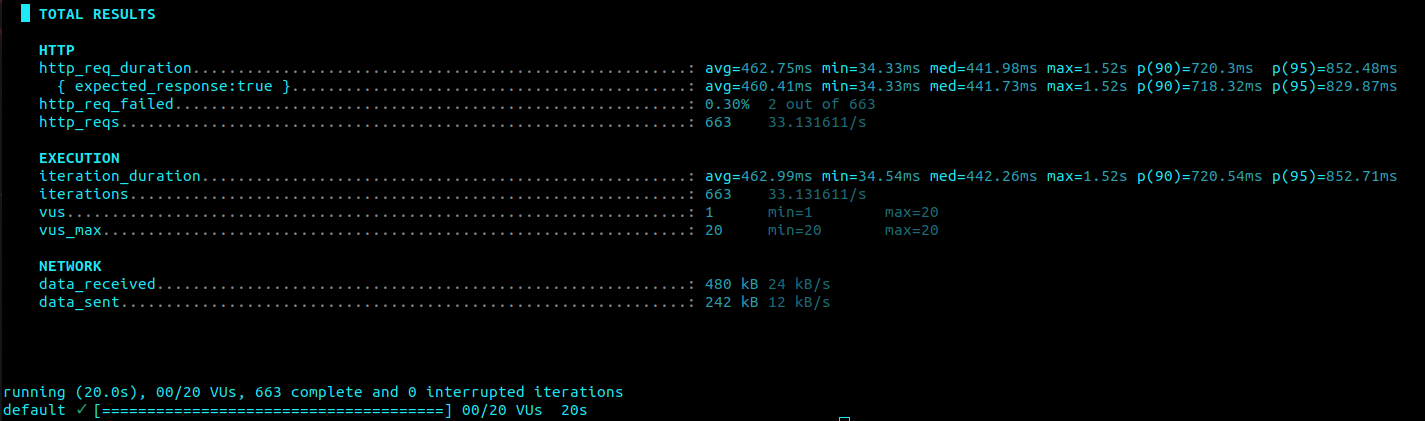 TOTAL RESULTS
HTTP
http_req_duration.......................................................: avg=462.75ms min=34.33ms med=441.98ms max=1.52s p(90)=720.3ms  p(95)=852.48ms
{ expected_response:true }............................................: avg=460.41ms min=34.33ms med=441.73ms max=1.52s p(90)=718.32ms p(95)=829.87ms
http_req_failed.........................................................: 0.30%  2 out of 663
http_reqs...............................................................: 663    33.131611/s
EXECUTION
iteration_duration......................................................: avg=462.99ms min=34.54ms med=442.26ms max=1.52s p(90)=720.54ms p(95)=852.71ms
iterations..............................................................: 663    33.131611/s
vus.....................................................................: 1      min=1        max=20
vus_max.................................................................: 20     min=20       max=20
NETWORK
data_received...........................................................: 480 kB 24 kB/s
data_sent...............................................................: 242 kB 12 kB/s
running (20.0s), 00/20 VUs, 663 complete and 0 interrupted iterations
default ✓ [======================================] 00/20 VUs  20s